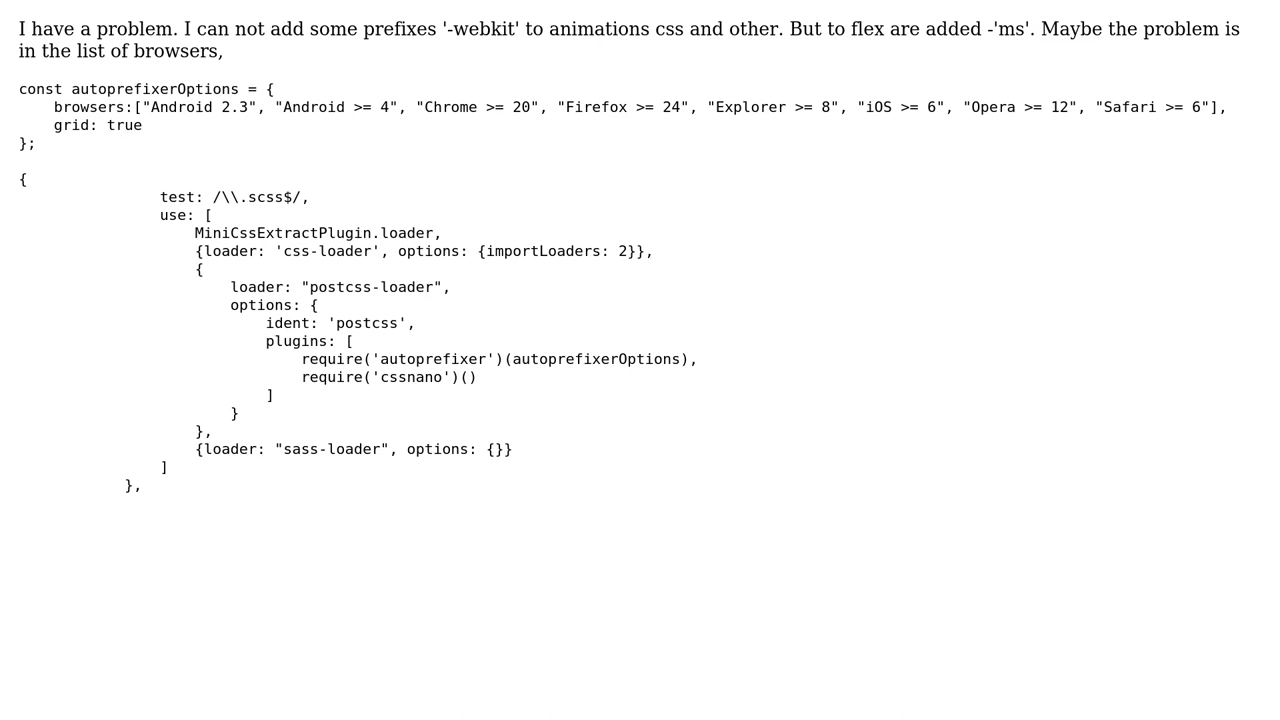 I have a problem. I can not add some prefixes '-webkit' to animations css and other. But to flex are added -'ms'. Maybe the problem is
in the list of browsers,
const autoprefixerOptions = {
    browsers:["Android 2.3", "Android >= 4", "Chrome >= 20", "Firefox >= 24", "Explorer >= 8", "iOS >= 6", "Opera >= 12", "Safari >= 6"],
    grid: true
};
{
                test: /\\.scss$/,
                use: [
                    MiniCssExtractPlugin.loader,
                    {loader: 'css-loader', options: {importLoaders: 2}},
                    {
                        loader: "postcss-loader",
                        options: {
                            ident: 'postcss',
                            plugins: [
                                require('autoprefixer')(autoprefixerOptions),
                                require('cssnano')()
                            ]
                        }
                    },
                    {loader: "sass-loader", options: {}}
                ]
            },